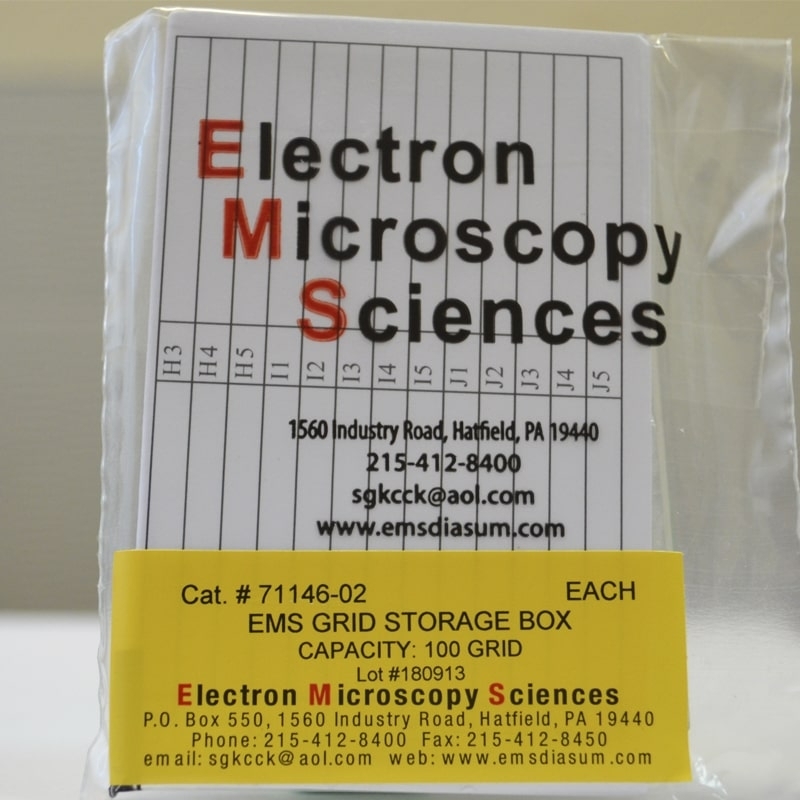 Electron
Microscopy
Sciences
H3 H4 H5 I1 I2 I3 I4 I5 J1 J2 J3 J4 J5
1560 Industry Road, Hatfield, PA 19440
215-412-8400
sgkcck@aol.com
www.emsdiasum.com
Cat. # 71146-02 EACH
EMS GRID STORAGE BOX
CAPACITY: 100 GRID
Lot #180913
Electron Microscopy Sciences
P.O. Box 550, 1560 Industry Road, Hatfield, PA 19440
Phone: 215-412-8400 Fax: 215-412-8450
email: sgkcck@aol.com web: www.emsdiasum.com